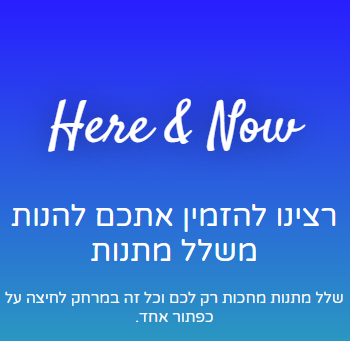 Here & Now
רצינו להזמין אתכם להנות
משלל מתנות
שלל מתנות מחכות רק לכם וכל זה במרחק לחיצה על
כפתור אחד.